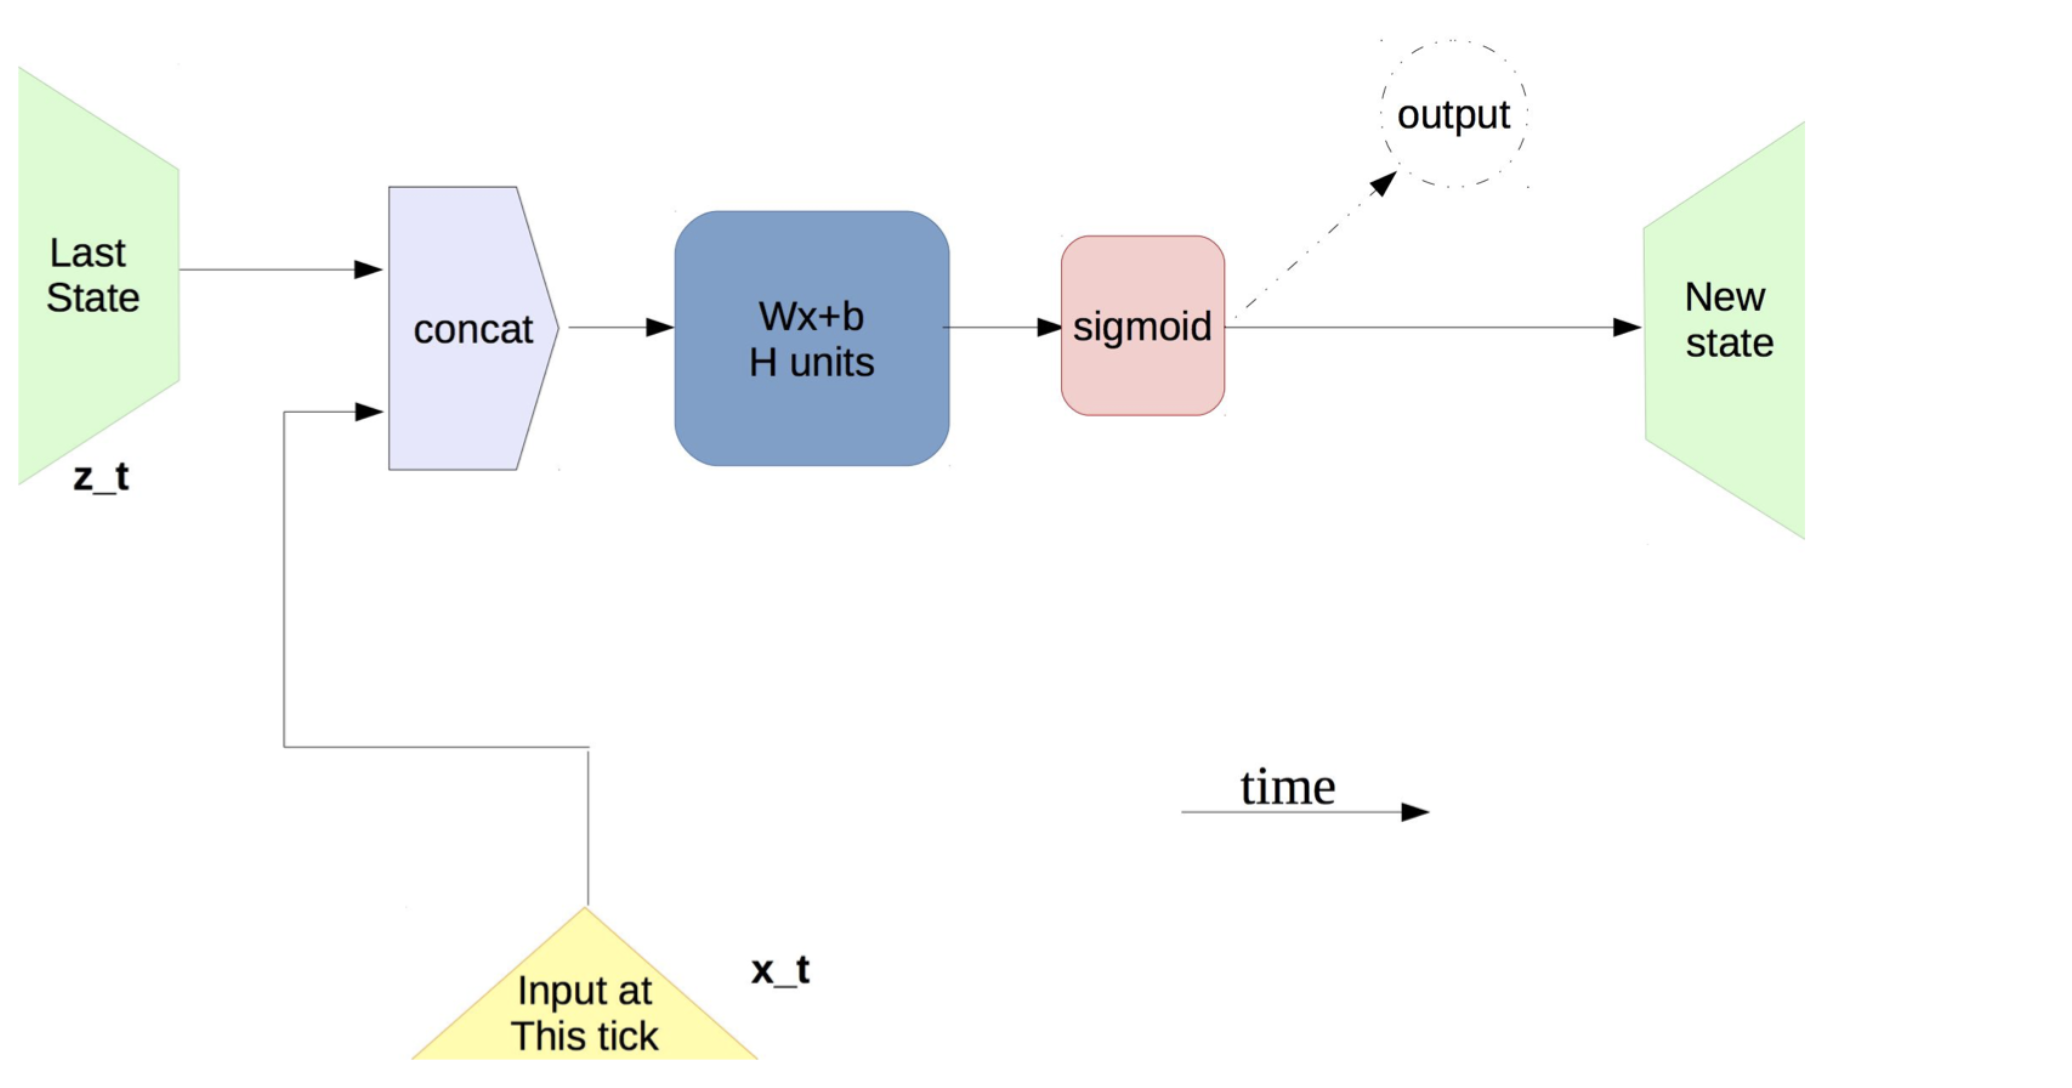 output
Last
State
concat
Wx+b
H units
sigmoid
New
state
z_t
time
x_t
Input at
This tick